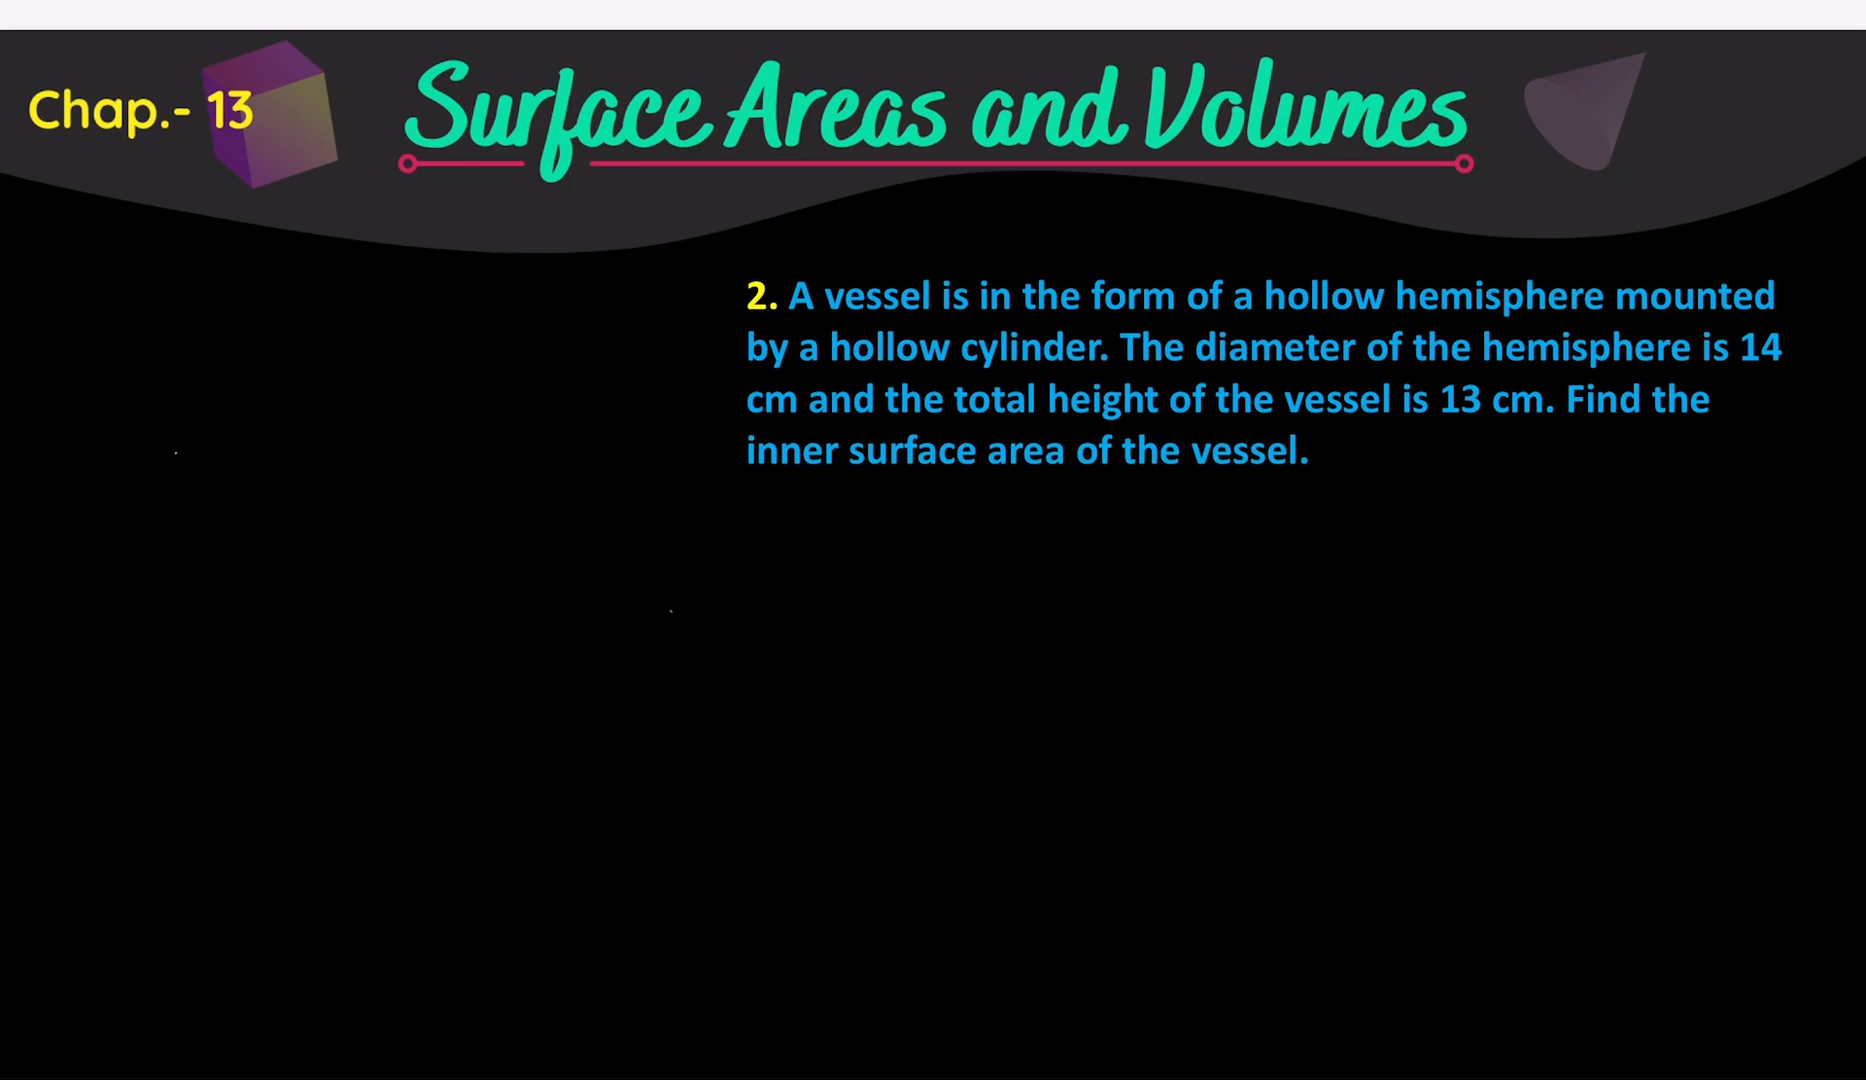 Chap.- 13
Surface Areas and Volumes
2. A vessel is in the form of a hollow hemisphere mounted
by a hollow cylinder. The diameter of the hemisphere is 14
cm and the total height of the vessel is 13 cm. Find the
inner surface area of the vessel.